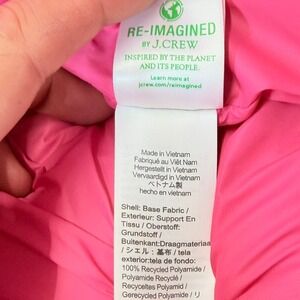 RE-IMAGINED
BY J.CREW
INSPIRED BY THE PLANET
AND ITS PEOPLE.
Learn more at
jcrew.com/reimagined
Made in Vietnam
Fabriqué au Việt Nam
Hergestellt in Vietnam
Vervaardigd in Vietnam
ベトナム製
hecho en vietnam
Shell: Base Fabric /
Exterieur: Support En
Tissu / Oberstoff:
Grundstoff /
Buitenkant:Draagmateriaa
/ シェル：基布 / tela
exterior:tela de fondo:
100% Recycled Polyamide /
Polyamide Recyclé /
Recyceltes Polyamid /
Gerecycled Polyamide /